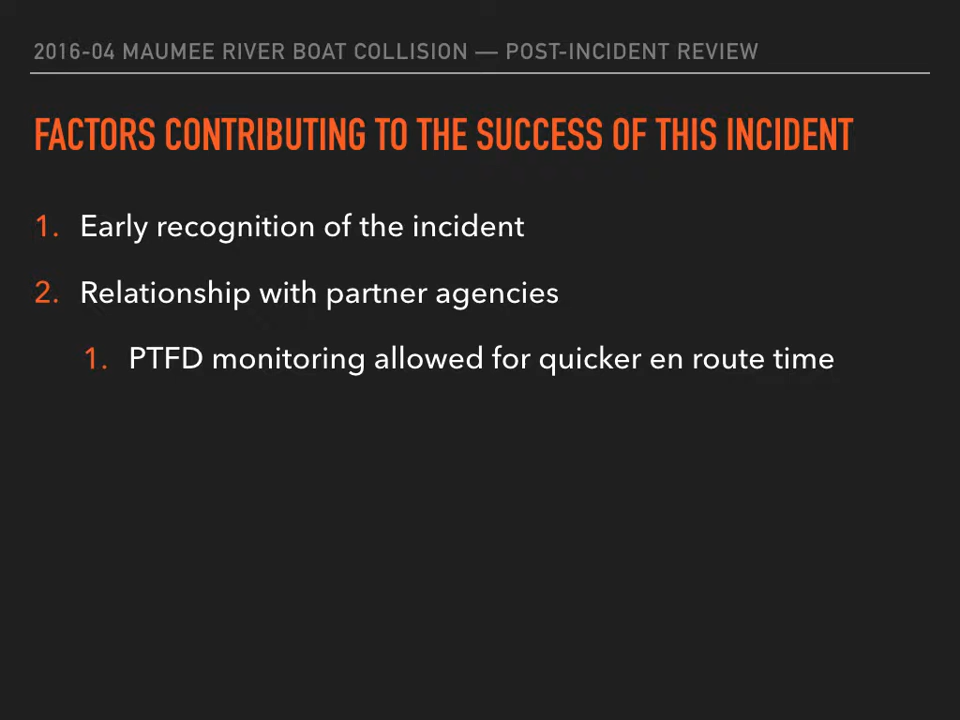 2016-04 MAUMEE RIVER BOAT COLLISION — POST-INCIDENT REVIEW
FACTORS CONTRIBUTING TO THE SUCCESS OF THIS INCIDENT
1. Early recognition of the incident
2. Relationship with partner agencies
1. PTFD monitoring allowed for quicker en route time